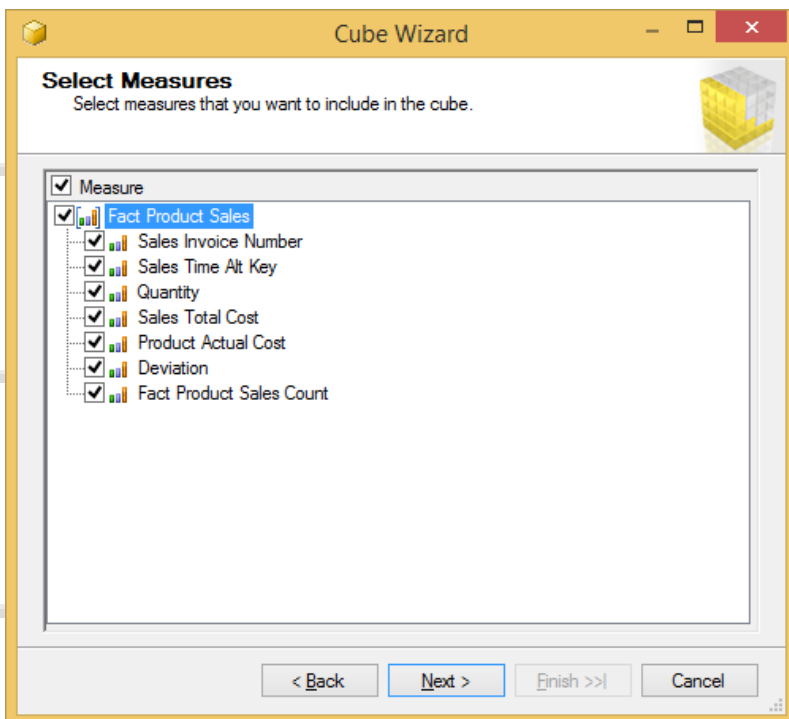 Cube Wizard
Select Measures
Select measures that you want to include in the cube.
Measure
Fact Product Sales
Sales Invoice Number
Sales Time Alt Key
Quantity
Sales Total Cost
Product Actual Cost
Deviation
Fact Product Sales Count
< Back Next > Finish >>| Cancel